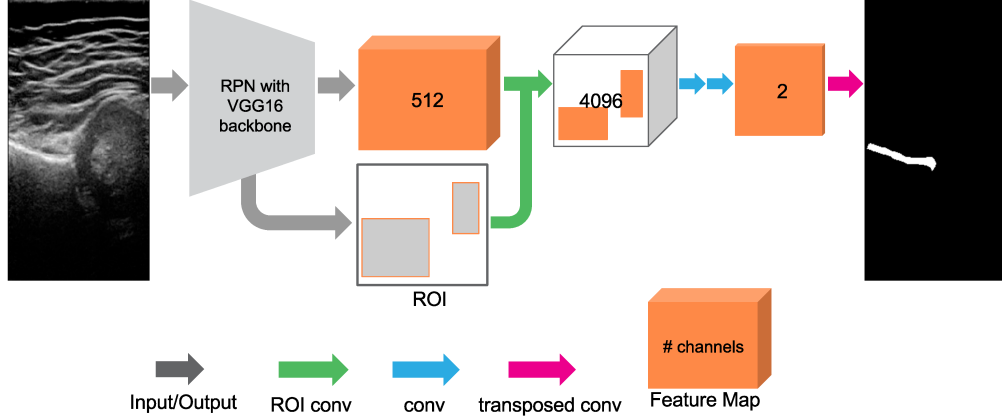 RPN with
VGG16
backbone
512
4096
2
ROI
# channels
Input/Output
ROI conv
conv
transposed conv
Feature Map